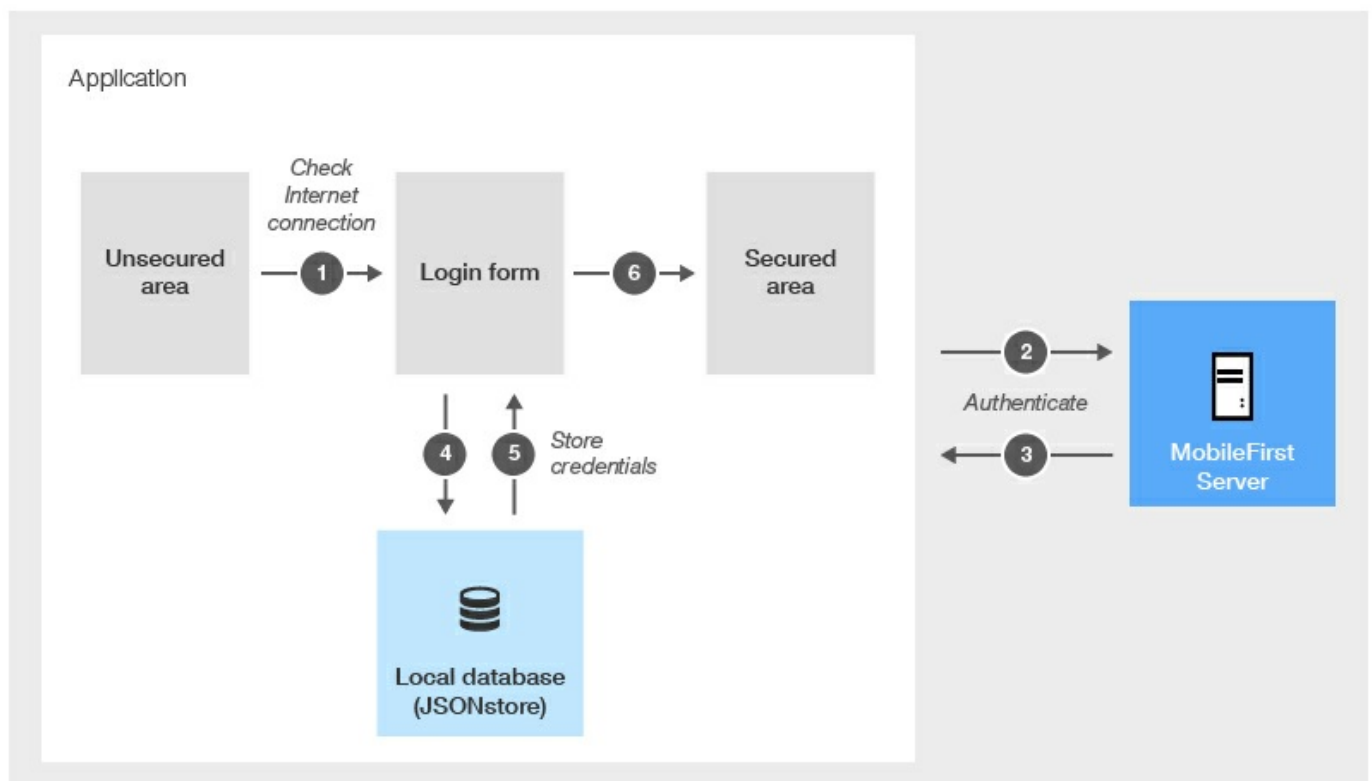 Application
Check
Internet
connection
Unsecured
area
1
Login form
6
Secured
area
2
Authenticate
3
MobileFirst
Server
4
5
Store
credentials
Local database
(JSONstore)